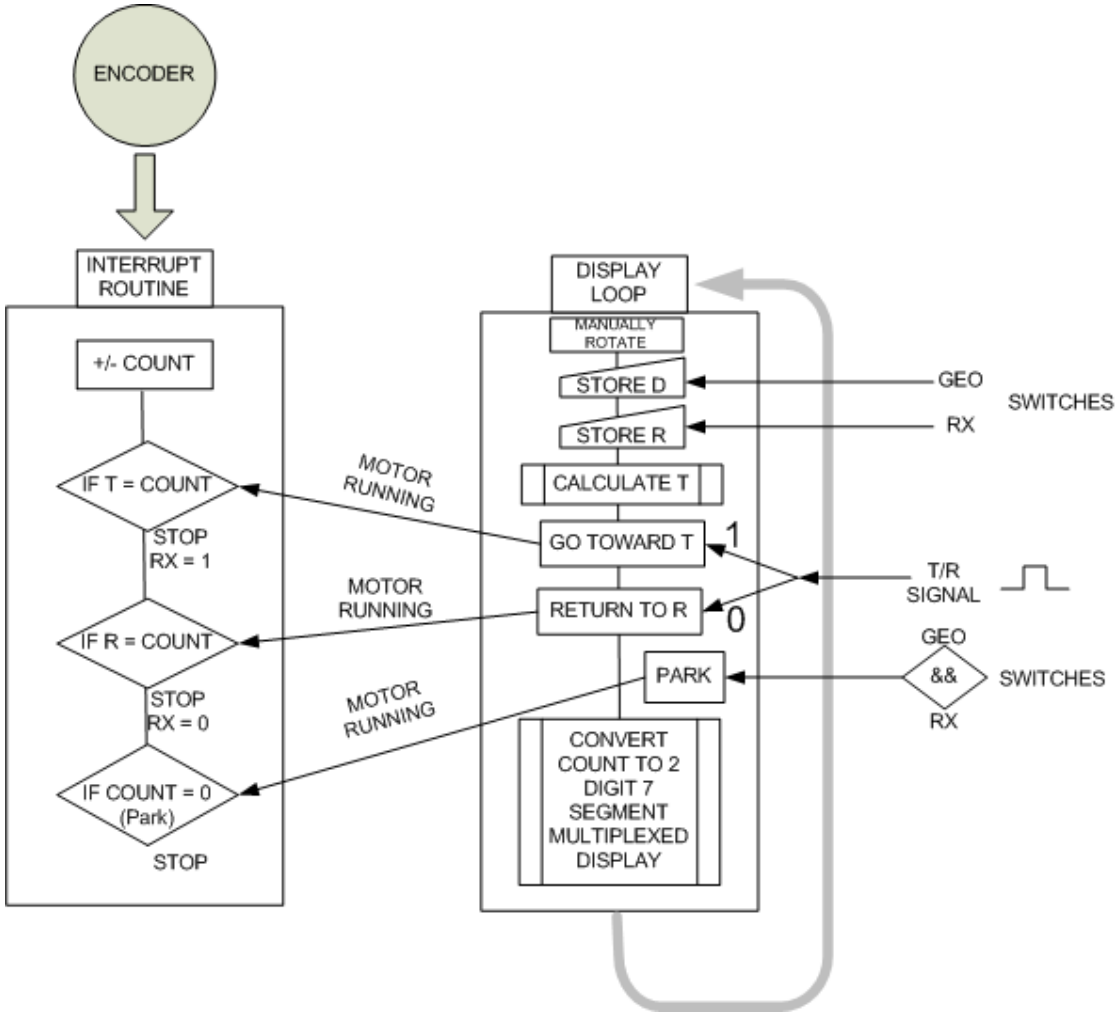 ENCODER
INTERRUPT
ROUTINE
+/- COUNT
IF T = COUNT
STOP
RX = 1
IF R = COUNT
STOP
RX = 0
IF COUNT = 0
(Park)
STOP
MOTOR
RUNNING
MOTOR
RUNNING
MOTOR
RUNNING
DISPLAY
LOOP
MANUALLY
ROTATE
STORE D
STORE R
CALCULATE T
GO TOWARD T
1
RETURN TO R
0
PARK
CONVERT
COUNT TO 2
DIGIT 7
SEGMENT
MULTIPLEXED
DISPLAY
GEO
SWITCHES
RX
T/R
SIGNAL
GEO
&&
SWITCHES
RX